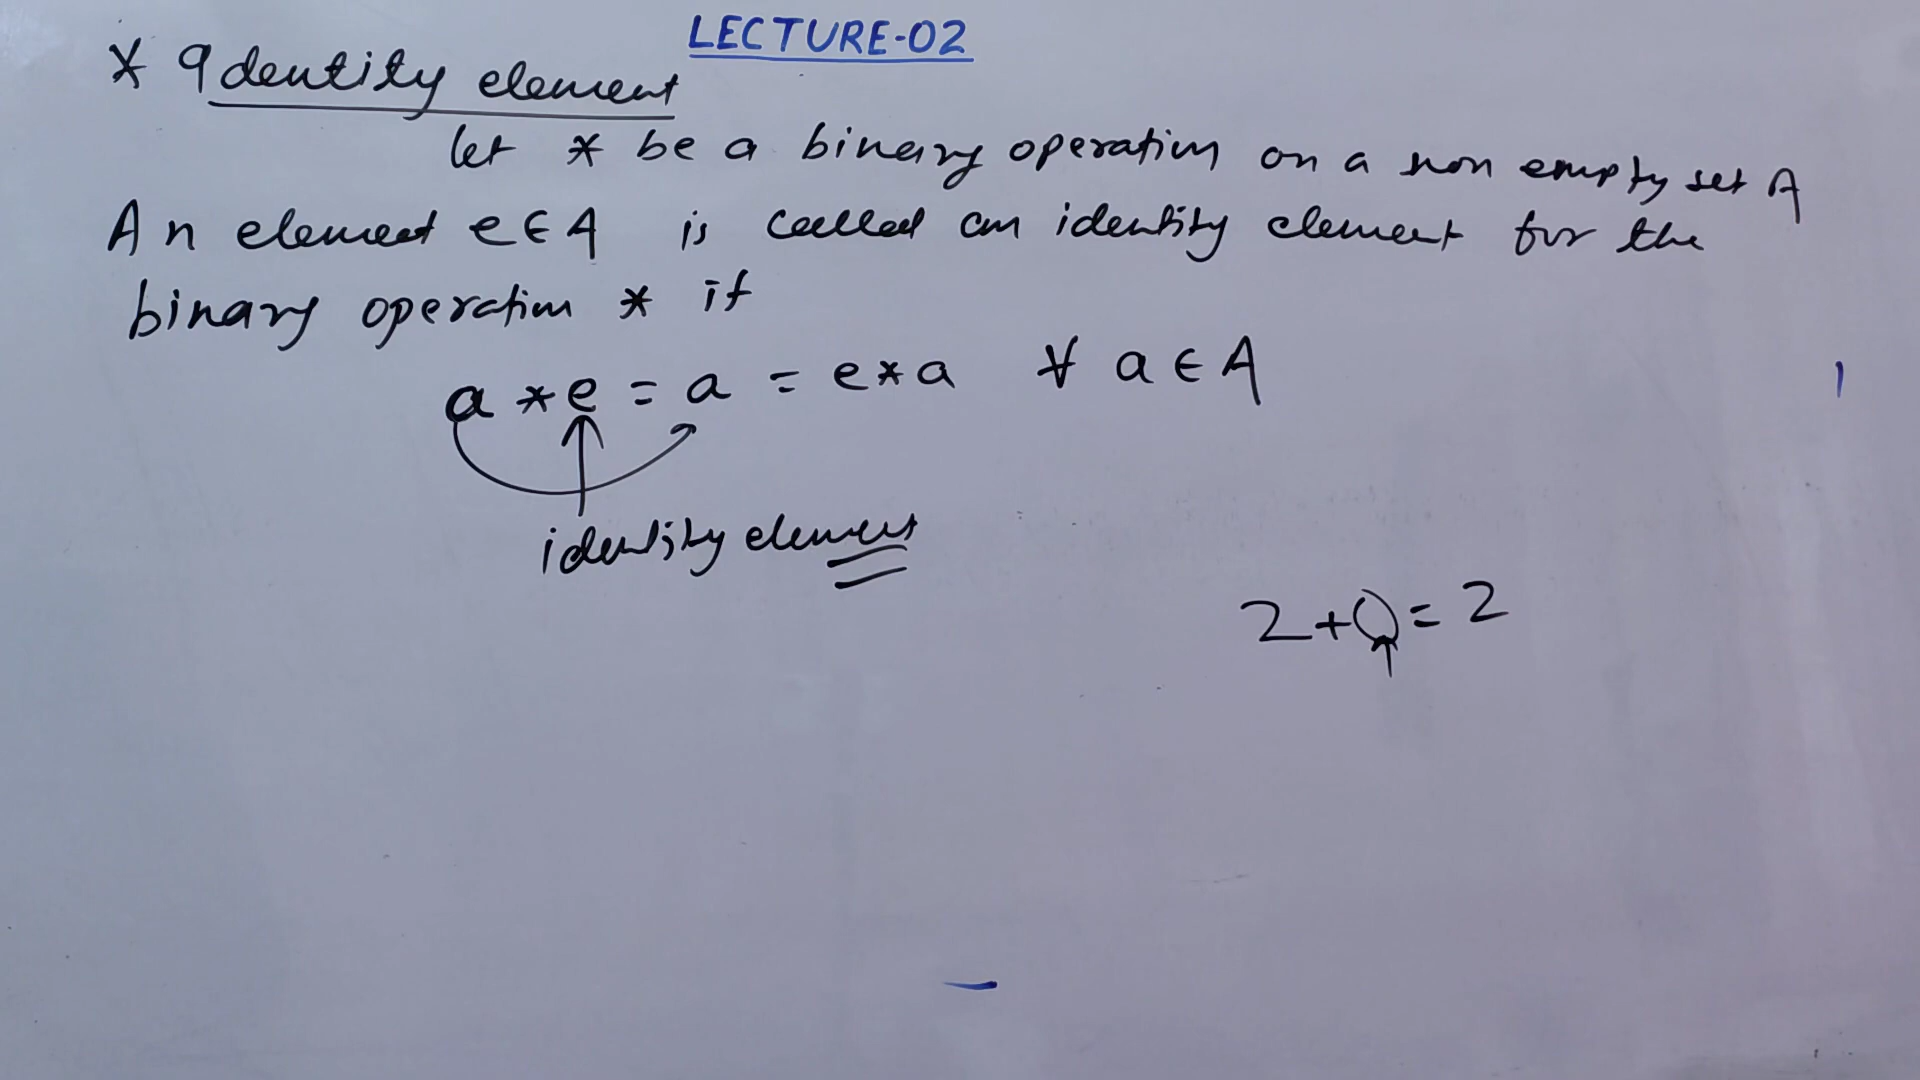 LECTURE-02
* Identity element
let * be a binary operation on a non empty set A
An element e ∈ A is called an identity element for the
binary operation * if
a * e = a = e * a ∀ a ∈ A
identity element
2 + 0 = 2